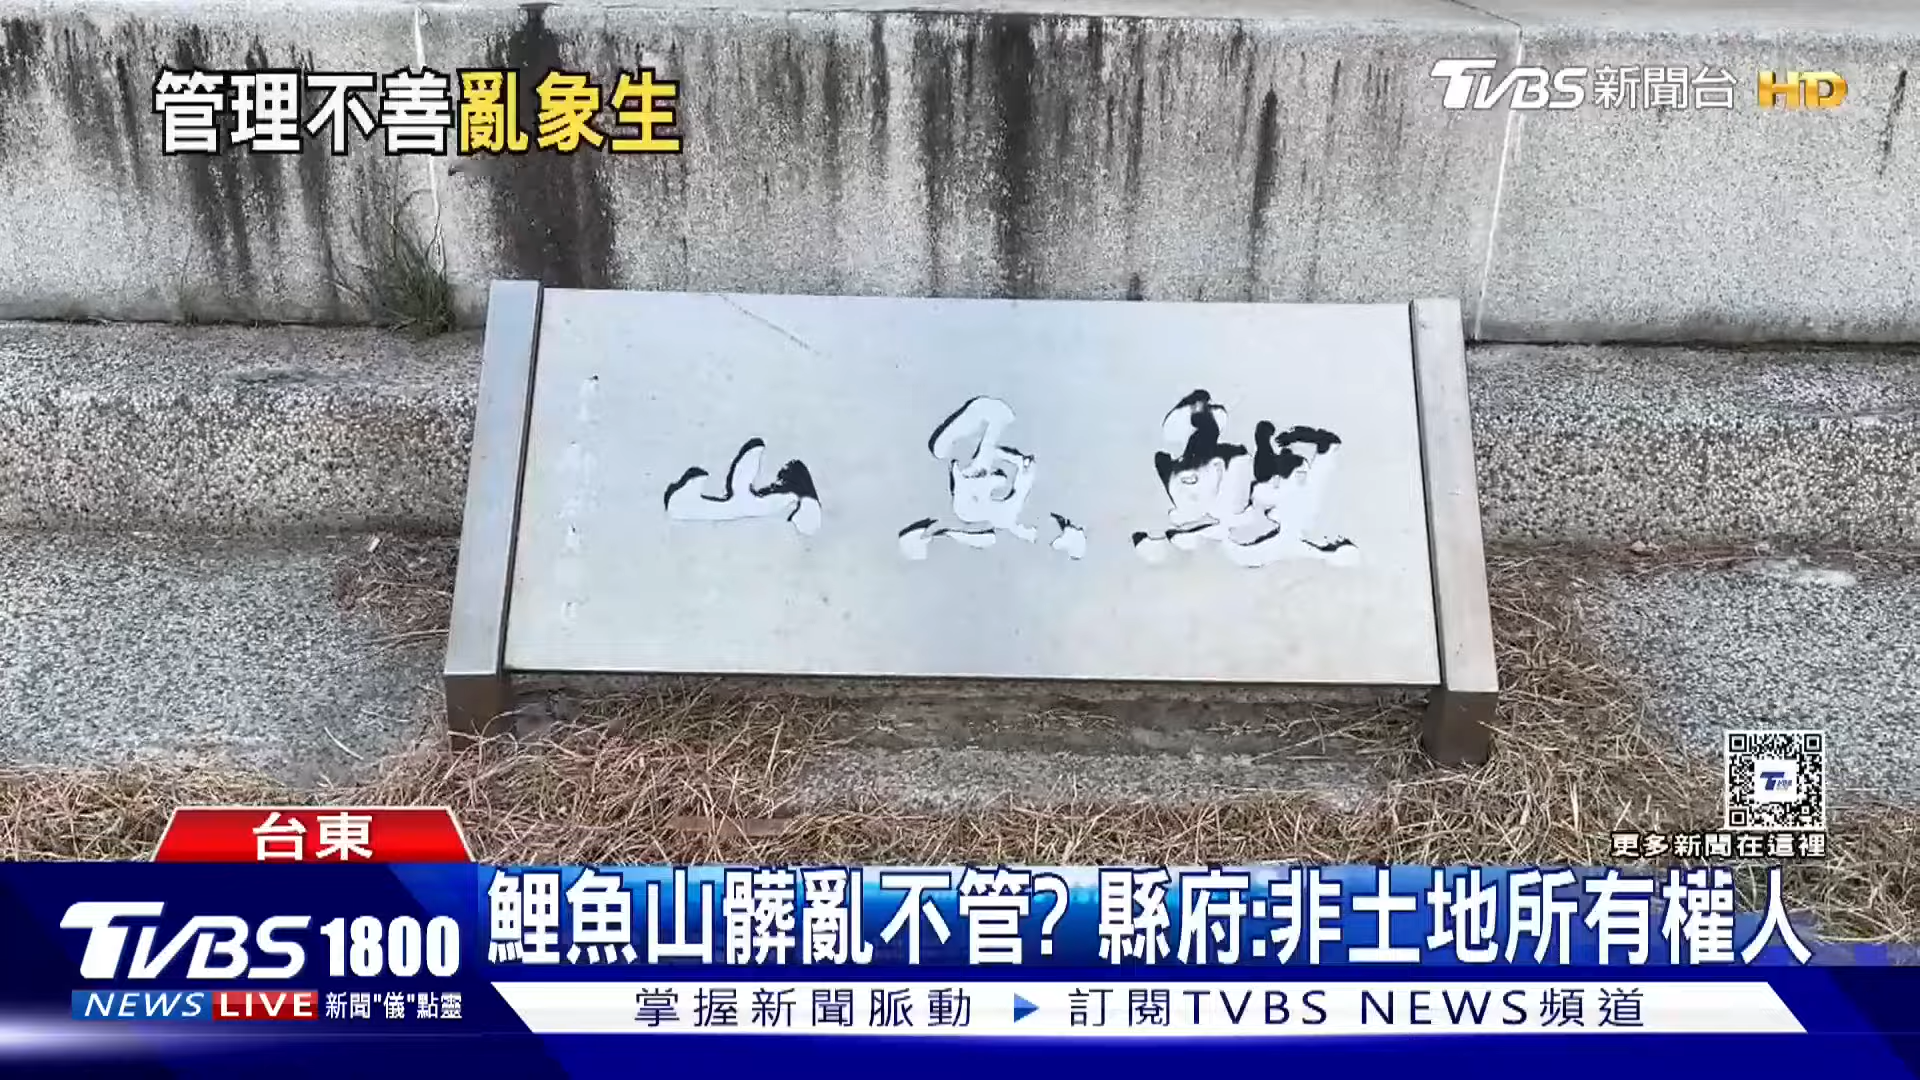 管理不善亂象生
TVBS新聞台 HD
鯉魚山
更多新聞在這裡
台東
鯉魚山髒亂不管? 縣府:非土地所有權人
TVBS 1800
NEWS LIVE 新聞"儀"點靈
掌握新聞脈動 ▶ 訂閱TVBS NEWS頻道